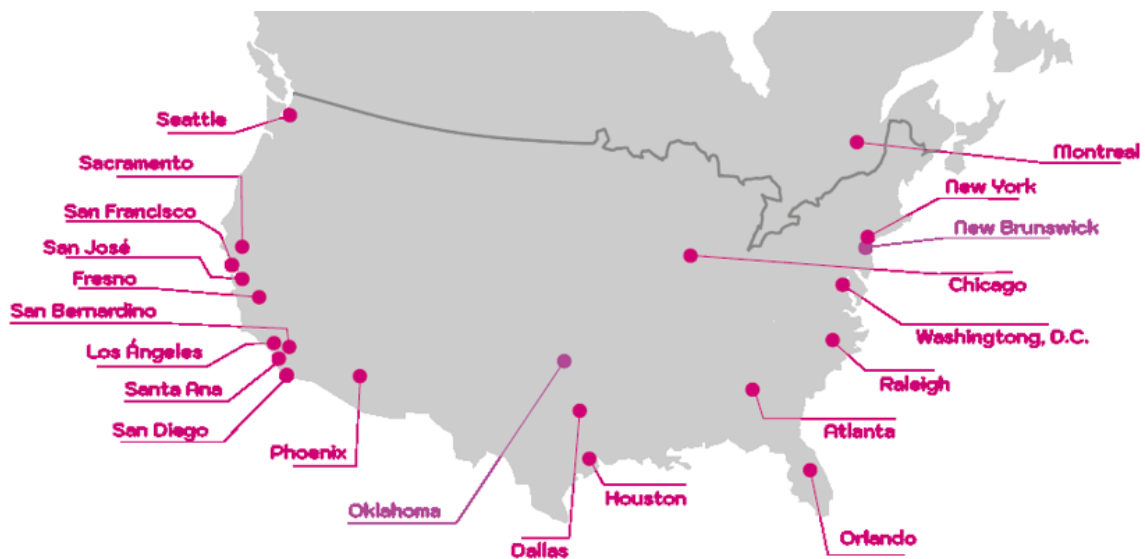 Seattle
Sacramento
San Francisco
San José
Fresno
San Bernardino
Los Ángeles
Santa Ana
San Diego
Phoenix
Oklahoma
Dallas
Houston
Orlando
Atlanta
Raleigh
Washingtong, D.C.
Chicago
New Brunswick
New York
Montreal